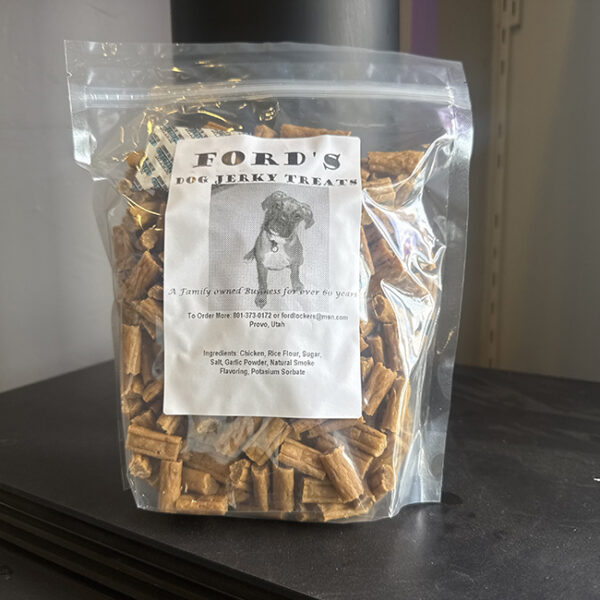 FORD'S
DOG JERKY TREATS
A Family owned Business for over 60 years
To Order More: 801-373-0172 or fordlockers@msn.com
Provo, Utah
Ingredients: Chicken, Rice Flour, Sugar,
Salt, Garlic Powder, Natural Smoke
Flavoring, Potasium Sorbate